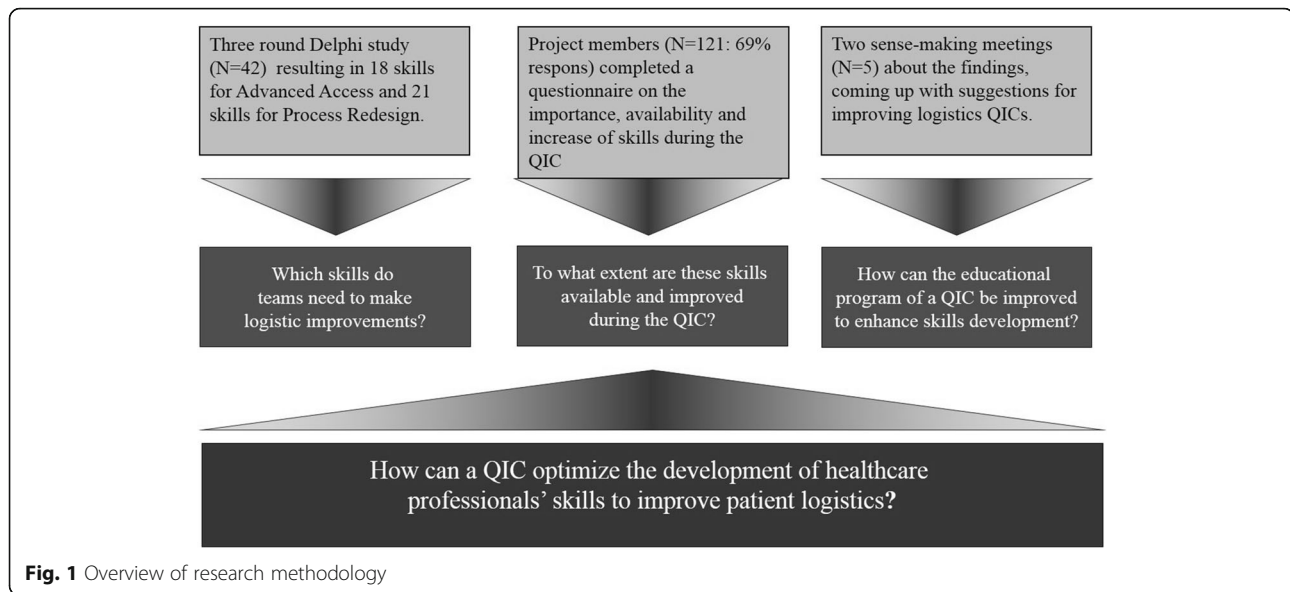 Three round Delphi study
(N=42) resulting in 18 skills
for Advanced Access and 21
skills for Process Redesign.
Project members (N=121: 69%
respons) completed a
questionnaire on the
importance, availability and
increase of skills during the
QIC
Two sense-making meetings
(N=5) about the findings,
coming up with suggestions for
improving logistics QICs.
Which skills do
teams need to make
logistic improvements?
To what extent are these skills
available and improved
during the QIC?
How can the educational
program of a QIC be improved
to enhance skills development?
How can a QIC optimize the development of healthcare
professionals’ skills to improve patient logistics?
Fig. 1 Overview of research methodology